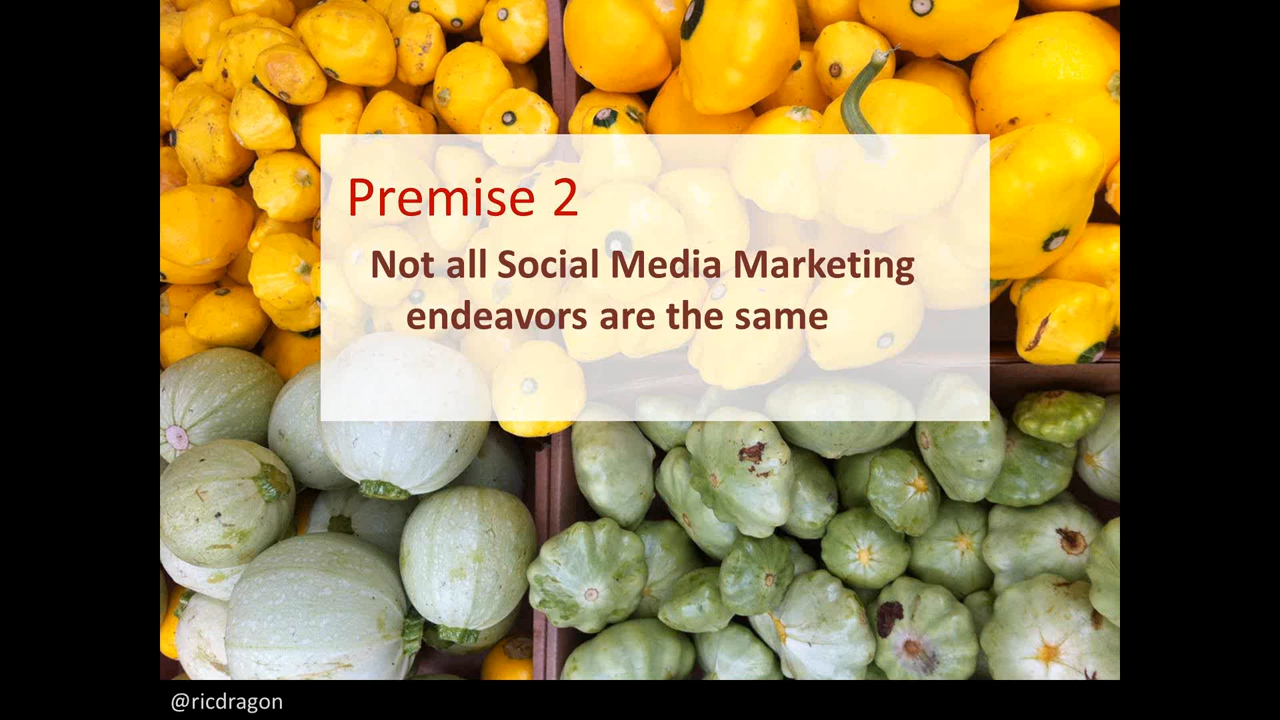 Premise 2
Not all Social Media Marketing
endeavors are the same
@ricdragon